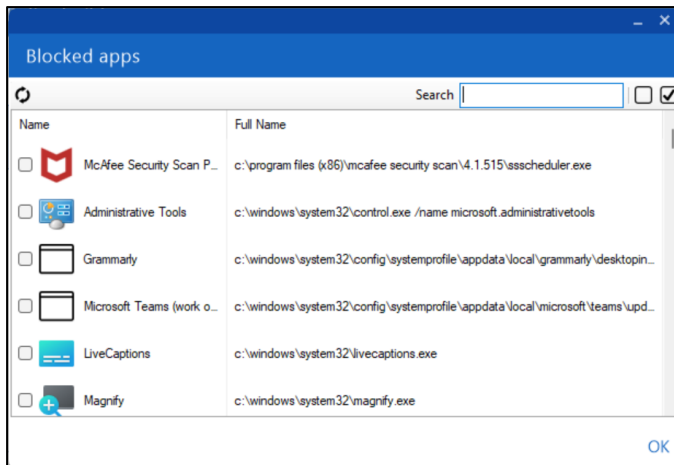 Blocked apps
Search
Name Full Name
McAfee Security Scan P... c:\program files (x86)\mcafee security scan\4.1.515\ssscheduler.exe
Administrative Tools c:\windows\system32\control.exe /name microsoft.administrativetools
Grammarly c:\windows\system32\config\systemprofile\appdata\local\grammarly\desktopin...
Microsoft Teams (work o... c:\windows\system32\config\systemprofile\appdata\local\microsoft\teams\upd...
LiveCaptions c:\windows\system32\livecaptions.exe
Magnify c:\windows\system32\magnify.exe
OK